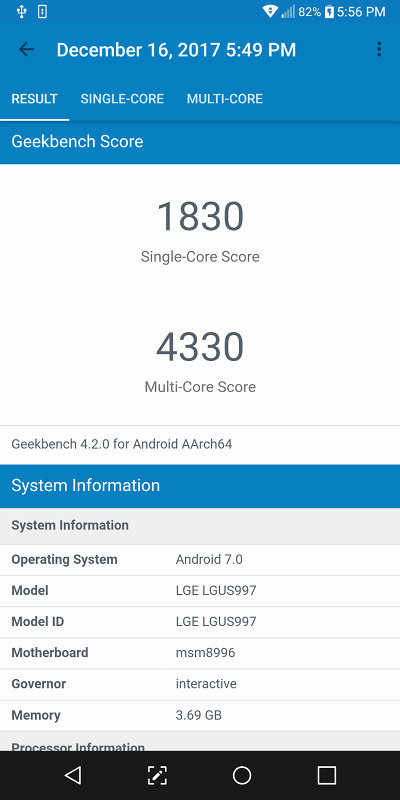 82% 5:56 PM
December 16, 2017 5:49 PM
RESULT SINGLE-CORE MULTI-CORE
Geekbench Score
1830
Single-Core Score
4330
Multi-Core Score
Geekbench 4.2.0 for Android AArch64
System Information
System Information
Operating System Android 7.0
Model LGE LGUS997
Model ID LGE LGUS997
Motherboard msm8996
Governor interactive
Memory 3.69 GB
Processor Information